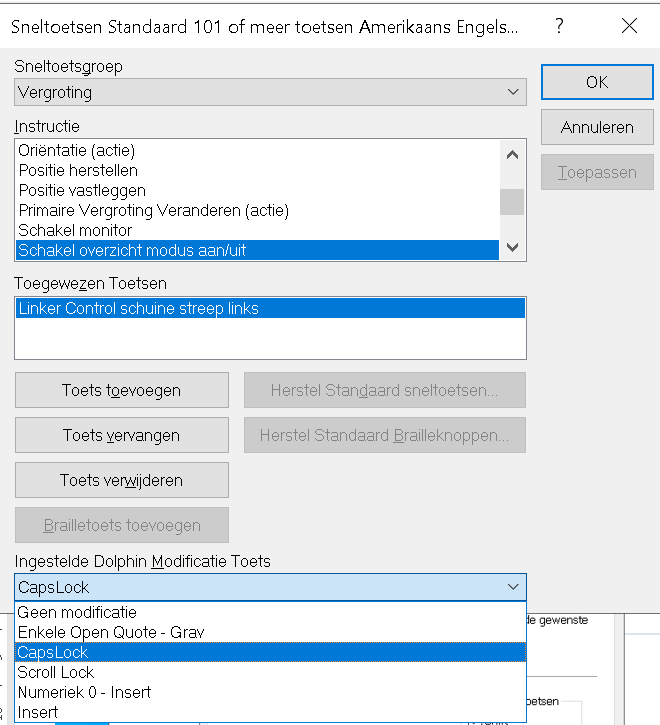 Sneltoetsen Standaard 101 of meer toetsen Amerikaans Engels...
Sneltoetsgroep
Vergroting
OK
Instructie
Annuleren
Oriëntatie (actie)
Positie herstellen
Toepassen
Positie vastleggen
Primaire Vergroting Veranderen (actie)
Schakel monitor
Schakel overzicht modus aan/uit
Toegewezen Toetsen
Linker Control schuine streep links
Toets toevoegen
Herstel Standaard sneltoetsen...
Toets vervangen
Herstel Standaard Brailleknoppen...
Toets verwijderen
Brailletoets toevoegen
Ingestelde Dolphin Modificatie Toets
CapsLock
Geen modificatie
de gewenste
Enkele Open Quote - Grav
CapsLock
Scroll Lock
Numeriek 0 - Insert
oetsen
Insert